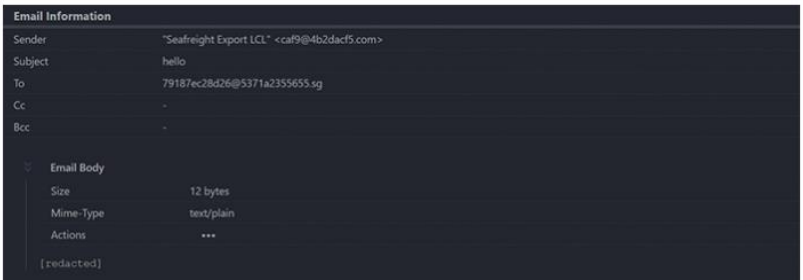 Email Information
Sender "Seafreight Export LCL" <caf9@4b2dacf5.com>
Subject hello
To 79187ec28d26@5371a2355655.sg
Cc -
Bcc -
Email Body
Size 12 bytes
Mime-Type text/plain
Actions •••
[redacted]